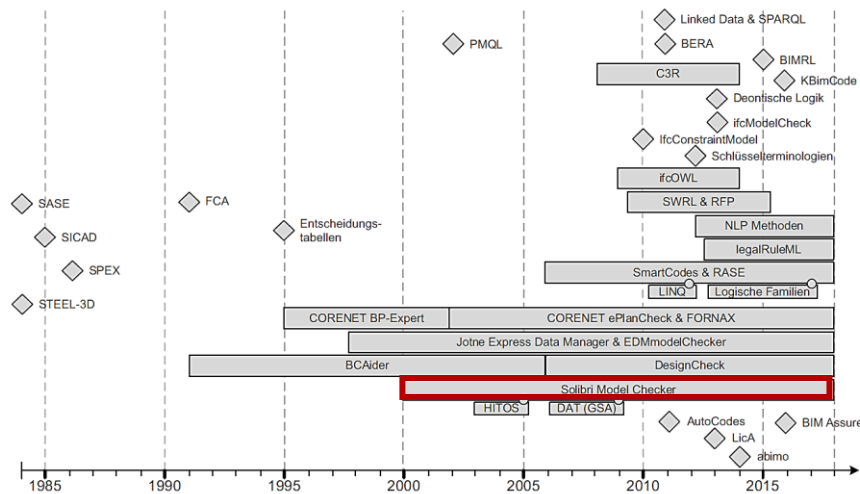 Linked Data & SPARQL
PMQL
BERA
BIMRL
C3R
KBimCode
Deontische Logik
ifcModelCheck
IfcConstraintModel
Schlüsselterminologien
ifcOWL
SASE
FCA
SWRL & RFP
Entscheidungs-
tabellen
NLP Methoden
SICAD
legalRuleML
SPEX
SmartCodes & RASE
LINQ
Logische Familien
STEEL-3D
CORENET BP-Expert
CORENET ePlanCheck & FORNAX
Jotne Express Data Manager & EDMmodelChecker
BCAider
DesignCheck
Solibri Model Checker
HITOS
DAT (GSA)
AutoCodes
BIM Assure
LicA
abimo
1985
1990
1995
2000
2005
2010
2015
2018